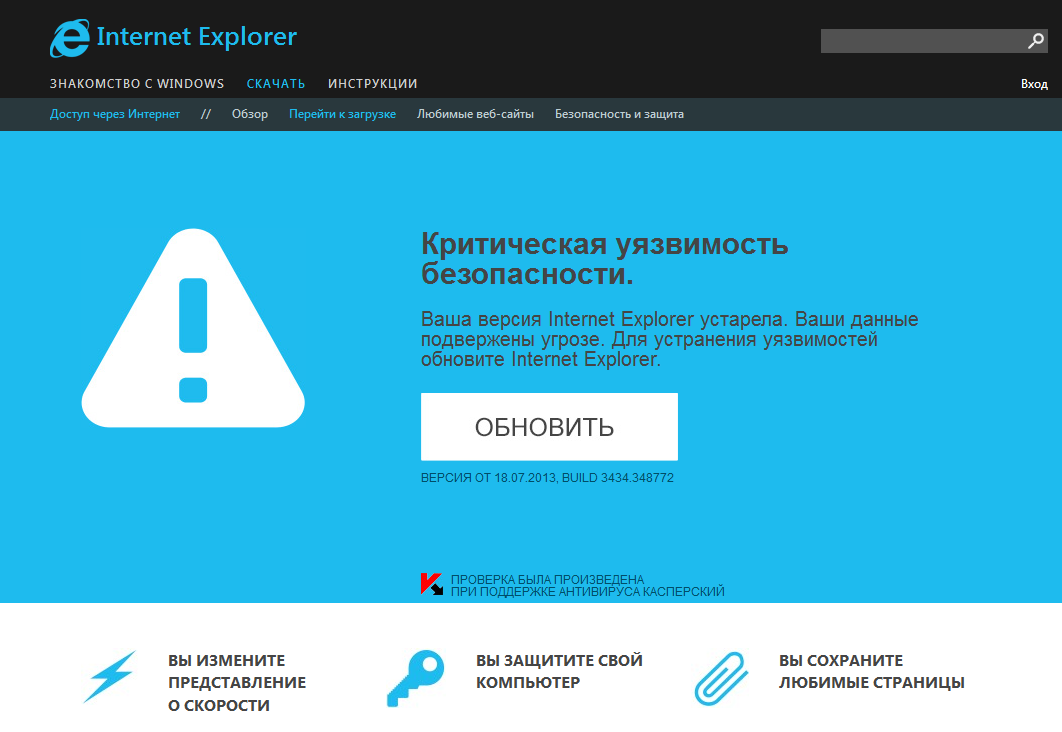 Internet Explorer
ЗНАКОМСТВО С WINDOWS СКАЧАТЬ ИНСТРУКЦИИ Вход
Доступ через Интернет // Обзор Перейти к загрузке Любимые веб-сайты Безопасность и защита
Критическая уязвимость
безопасности.
Ваша версия Internet Explorer устарела. Ваши данные
подвержены угрозе. Для устранения уязвимостей
обновите Internet Explorer.
ОБНОВИТЬ
ВЕРСИЯ ОТ 18.07.2013, BUILD 3434.348772
ПРОВЕРКА БЫЛА ПРОИЗВЕДЕНА
ПРИ ПОДДЕРЖКЕ АНТИВИРУСА КАСПЕРСКИЙ
ВЫ ИЗМЕНИТЕ
ПРЕДСТАВЛЕНИЕ
О СКОРОСТИ
ВЫ ЗАЩИТИТЕ СВОЙ
КОМПЬЮТЕР
ВЫ СОХРАНИТЕ
ЛЮБИМЫЕ СТРАНИЦЫ